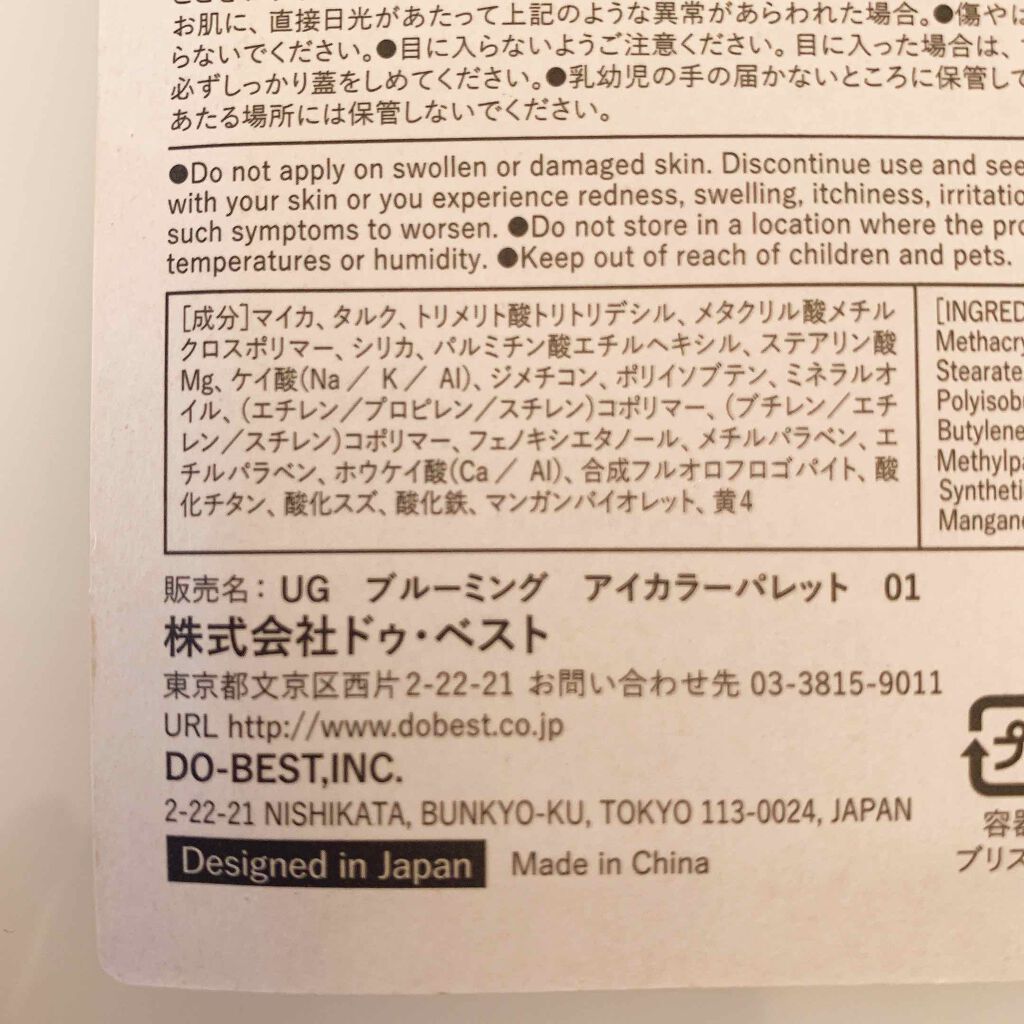 お肌に、直接日光があたって上記のような異常があらわれた場合。●傷やは
らないでください。●目に入らないようご注意ください。目に入った場合は、
必ずしっかり蓋をしめてください。●乳幼児の手の届かないところに保管して
あたる場所には保管しないでください。
●Do not apply on swollen or damaged skin. Discontinue use and see
with your skin or you experience redness, swelling, itchiness, irritatio
such symptoms to worsen. ●Do not store in a location where the pro
temperatures or humidity. ●Keep out of reach of children and pets.
[成分]マイカ、タルク、トリメリト酸トリトリデシル、メタクリル酸メチル
クロスポリマー、シリカ、パルミチン酸エチルヘキシル、ステアリン酸
Mg、ケイ酸(Na / K / Al)、ジメチコン、ポリイソブテン、ミネラルオ
イル、(エチレン/プロピレン/スチレン)コポリマー、(ブチレン/エチ
レン/スチレン)コポリマー、フェノキシエタノール、メチルパラベン、エ
チルパラベン、ホウケイ酸(Ca / Al)、合成フルオロフロゴパイト、酸
化チタン、酸化スズ、酸化鉄、マンガンバイオレット、黄4
[INGRED
Methacry
Stearate
Polyisob
Butylene
Methylpa
Syntheti
Mangane
販売名：UG ブルーミング アイカラーパレット 01
株式会社ドゥ・ベスト
東京都文京区西片2-22-21 お問い合わせ先 03-3815-9011
URL http://www.dobest.co.jp
DO-BEST,INC.
2-22-21 NISHIKATA, BUNKYO-KU, TOKYO 113-0024, JAPAN
Designed in Japan Made in China
プ
容器
ブリス